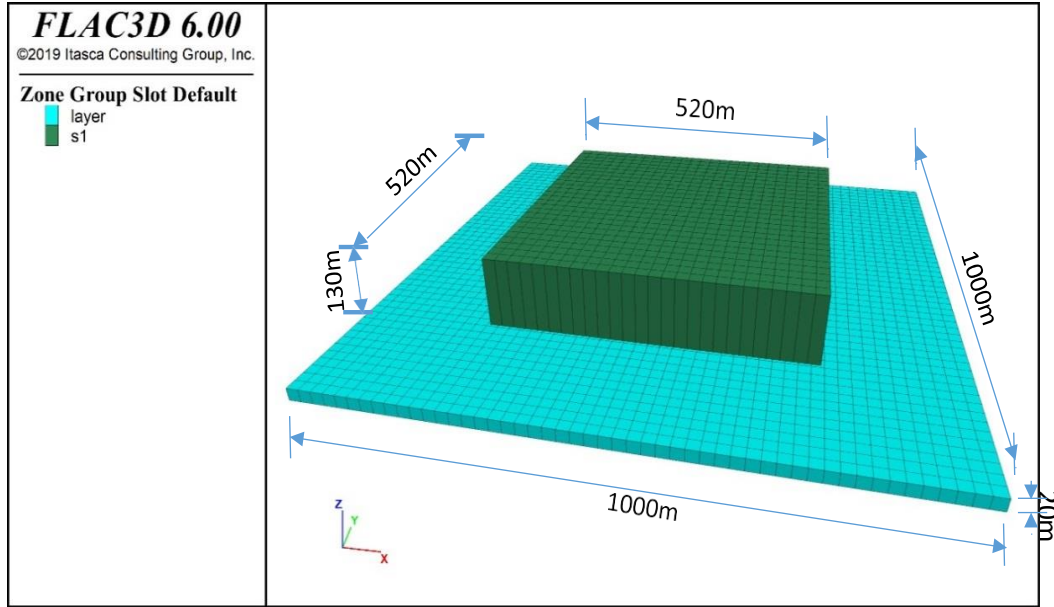 FLAC3D 6.00
©2019 Itasca Consulting Group, Inc.
Zone Group Slot Default
layer
s1
520m
520m
130m
1000m
1000m
20m
Z
Y
X